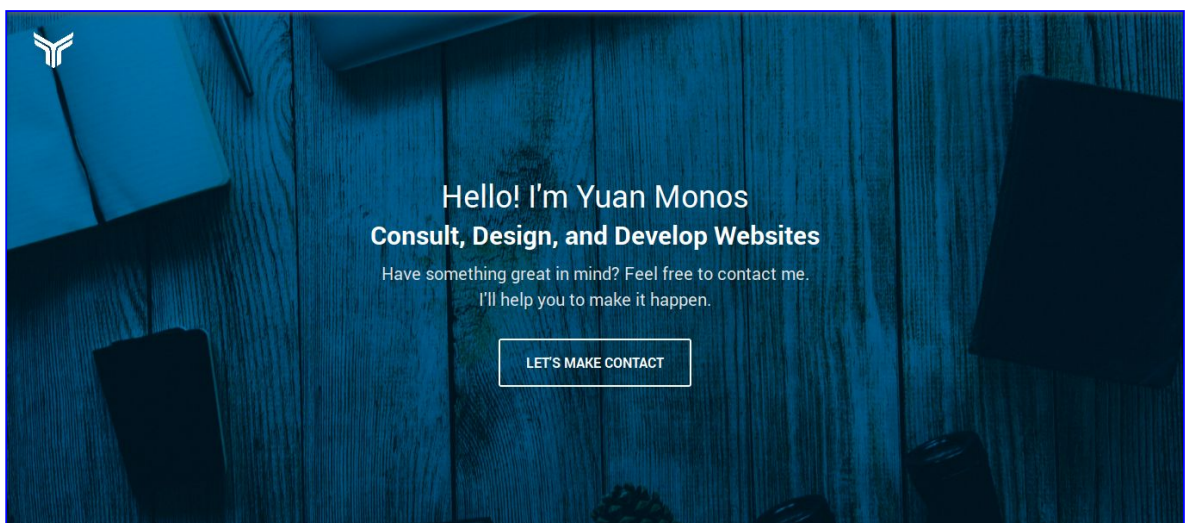 Hello! I'm Yuan Monos
Consult, Design, and Develop Websites
Have something great in mind? Feel free to contact me.
I'll help you to make it happen.
LET'S MAKE CONTACT